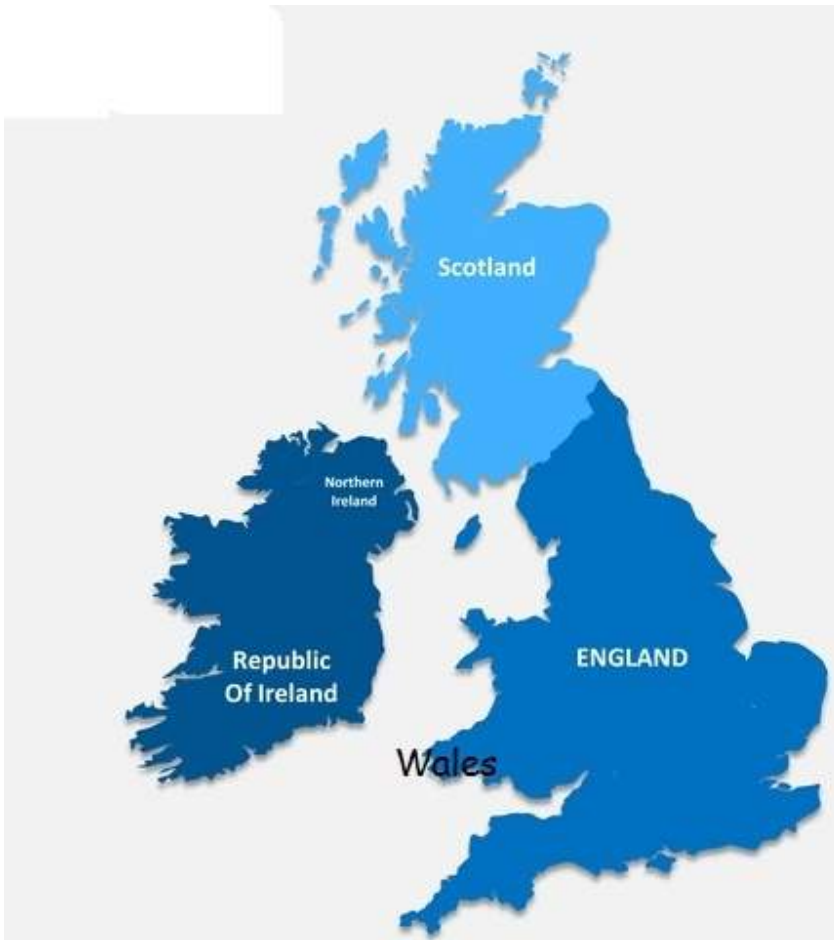 Scotland
Northern
Ireland
Republic
Of Ireland
ENGLAND
Wales